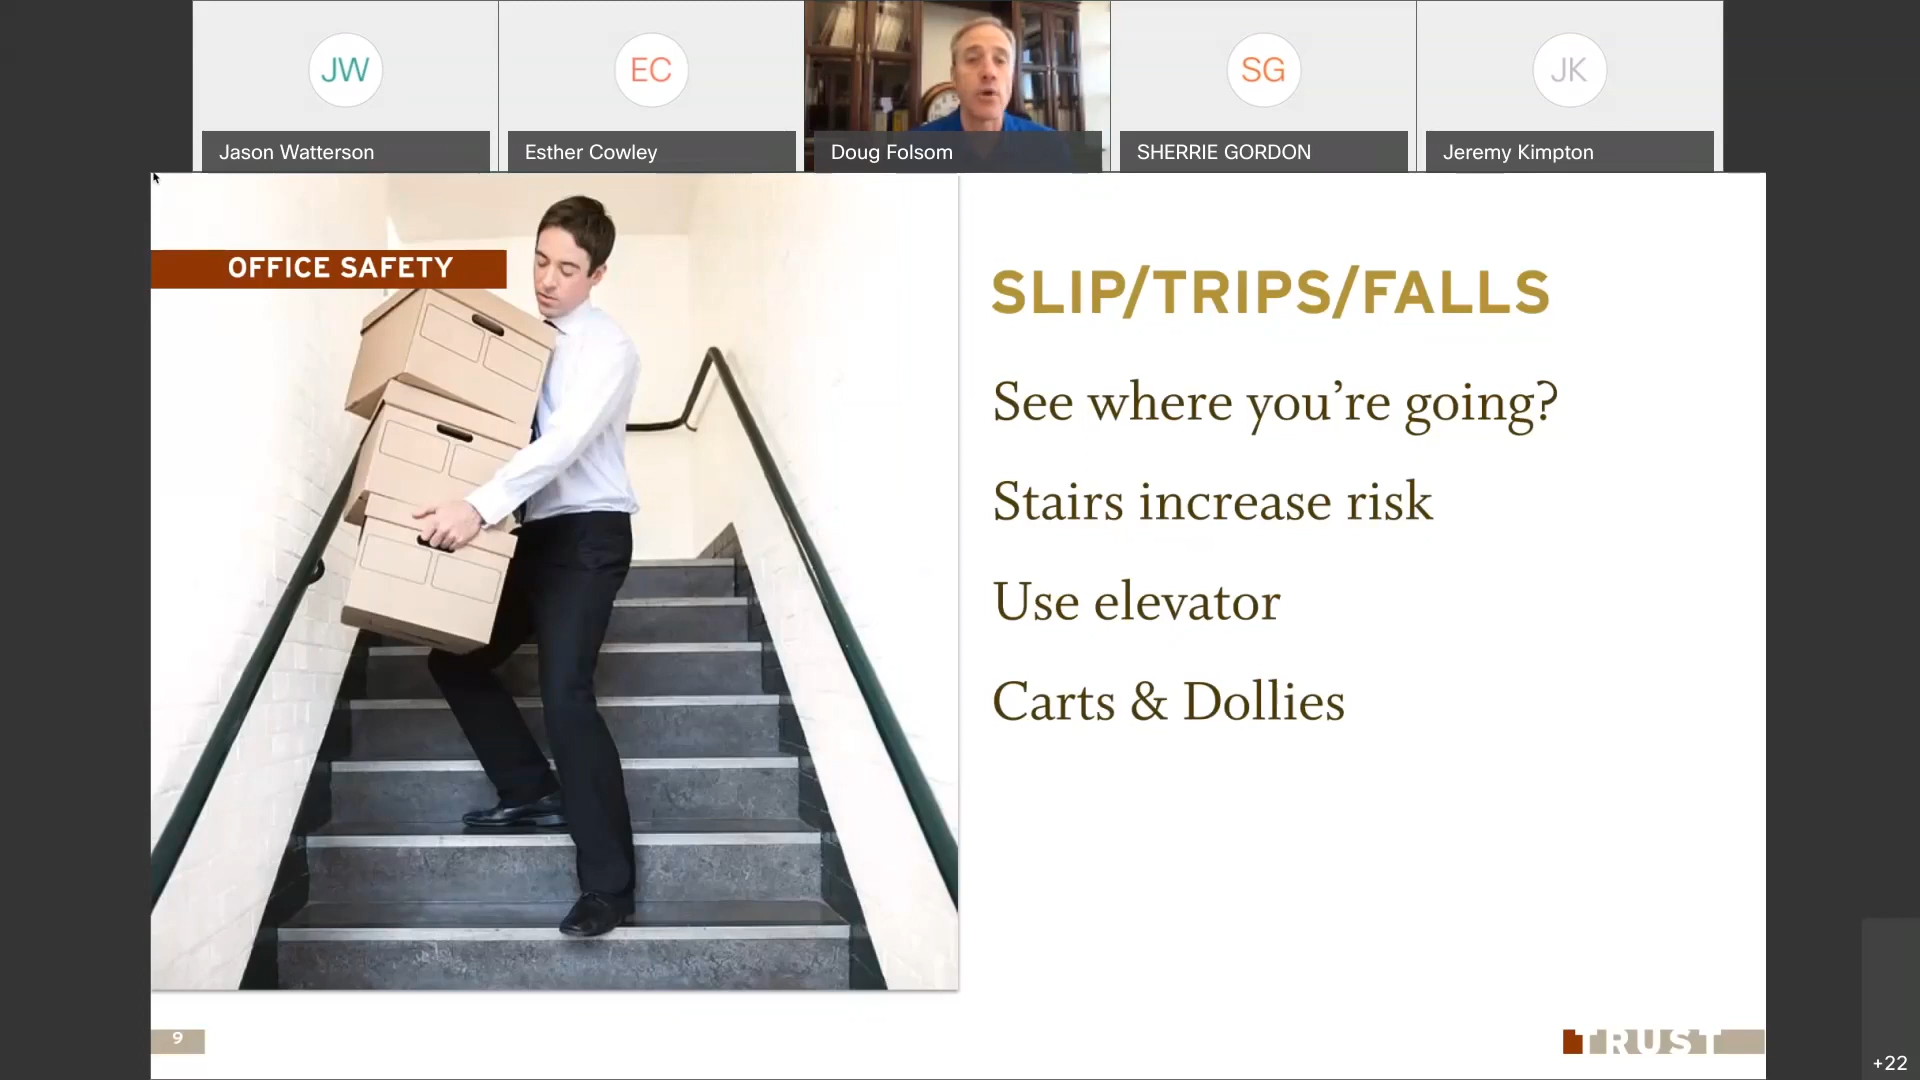 JW
EC
SG
JK
Jason Watterson
Esther Cowley
Doug Folsom
SHERRIE GORDON
Jeremy Kimpton
OFFICE SAFETY
SLIP/TRIPS/FALLS
See where you’re going?
Stairs increase risk
Use elevator
Carts & Dollies
9
TRUST
+22